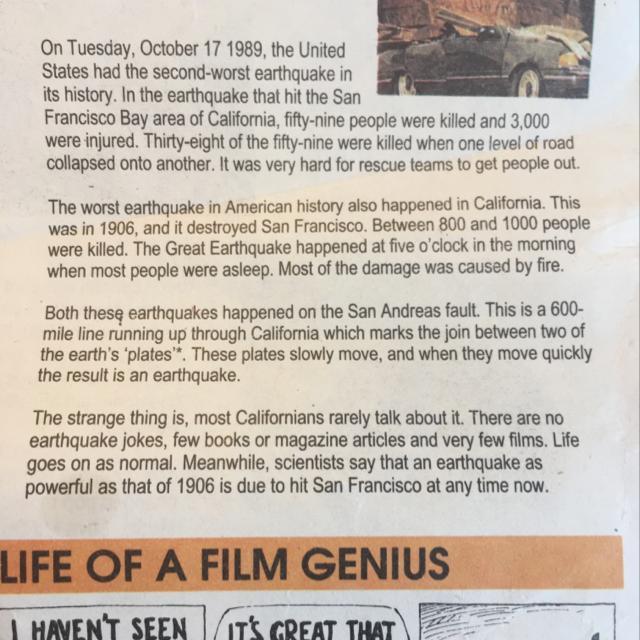 On Tuesday, October 17 1989, the United
States had the second-worst earthquake in
its history. In the earthquake that hit the San
Francisco Bay area of California, fifty-nine people were killed and 3,000
were injured. Thirty-eight of the fifty-nine were killed when one level of road
collapsed onto another. It was very hard for rescue teams to get people out.
The worst earthquake in American history also happened in California. This
was in 1906, and it destroyed San Francisco. Between 800 and 1000 people
were killed. The Great Earthquake happened at five o'clock in the morning
when most people were asleep. Most of the damage was caused by fire.
Both these earthquakes happened on the San Andreas fault. This is a 600-
mile line running up through California which marks the join between two of
the earth's 'plates'*. These plates slowly move, and when they move quickly
the result is an earthquake.
The strange thing is, most Californians rarely talk about it. There are no
earthquake jokes, few books or magazine articles and very few films. Life
goes on as normal. Meanwhile, scientists say that an earthquake as
powerful as that of 1906 is due to hit San Francisco at any time now.
LIFE OF A FILM GENIUS
I HAVEN'T SEEN
IT'S GREAT THAT